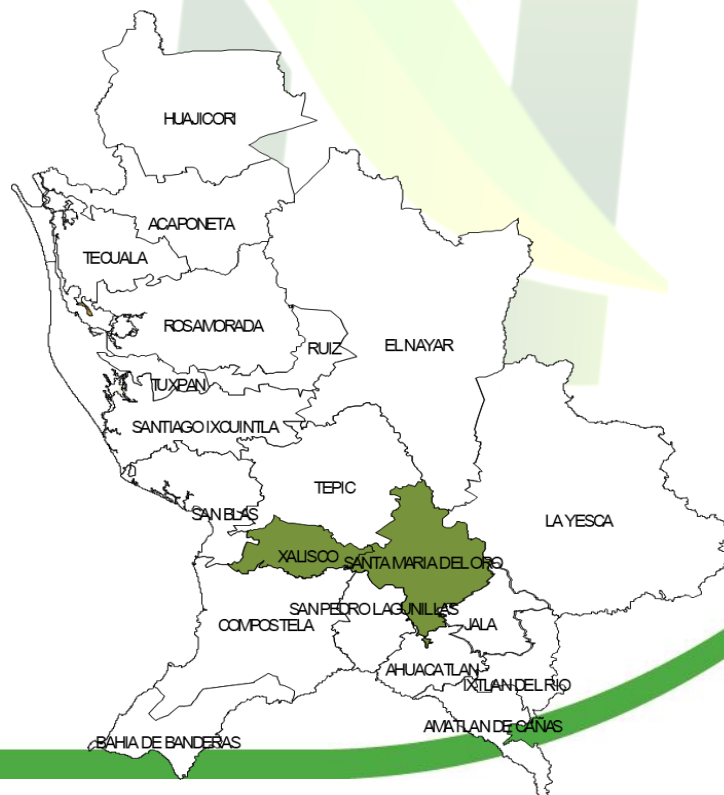 HUAJICORI
ACAPONETA
TECUALA
ROSAMORADA
RUIZ
EL NAYAR
TUXPAN
SANTIAGO IXCUINTLA
TEPIC
SAN BLAS
LA YESCA
XALISCO
SANTA MARIA DEL ORO
SAN PEDRO LAGUNILLAS
COMPOSTELA
JALA
AHUACATLAN
IXTLAN DEL RIO
AMATLAN DE CAÑAS
BAHIA DE BANDERAS